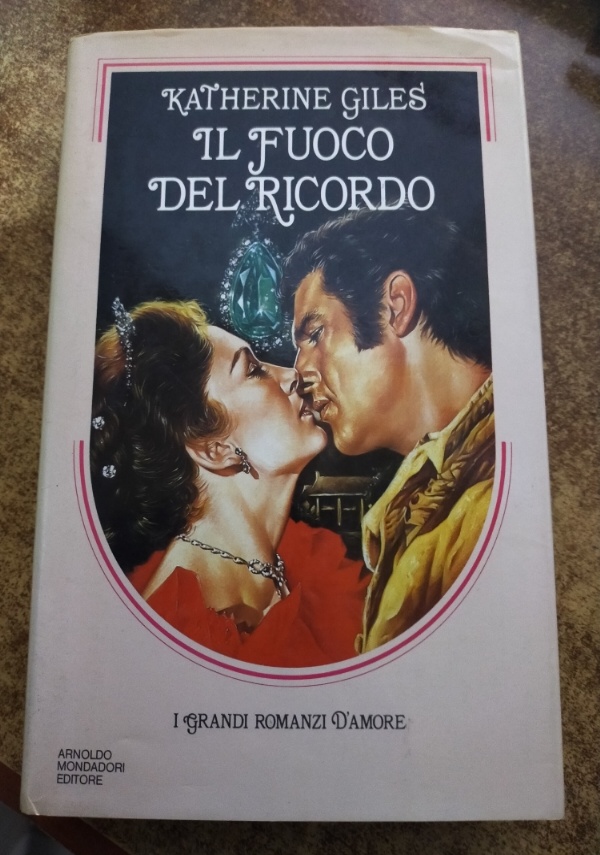 KATHERINE GILES
IL FUOCO
DEL RICORDO
I GRANDI ROMANZI D'AMORE
ARNOLDO
MONDADORI
EDITORE